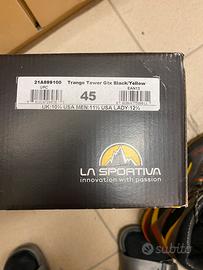 21A899100 Trango Tower Gtx Black/Yellow
UPC
45
EAN13
UK:10½ USA MEN:11½ USA LADY:12½
LA SPORTIVA
innovation with passion
subito